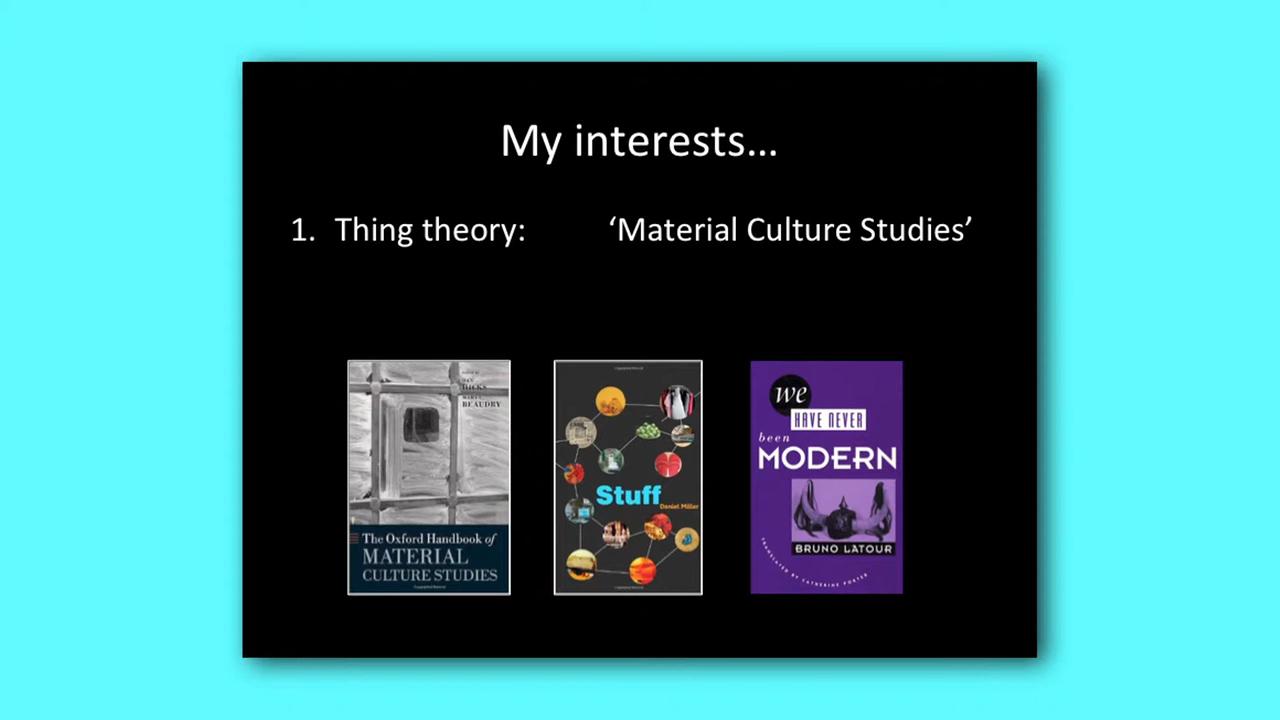 My interests...
1. Thing theory: ‘Material Culture Studies’
DAN
HICKS
BEAUDRY
The Oxford Handbook of
MATERIAL
CULTURE STUDIES
Stuff
Daniel Miller
we
HAVE NEVER
been
MODERN
BRUNO LATOUR
TRANSLATED BY CATHERINE PORTER